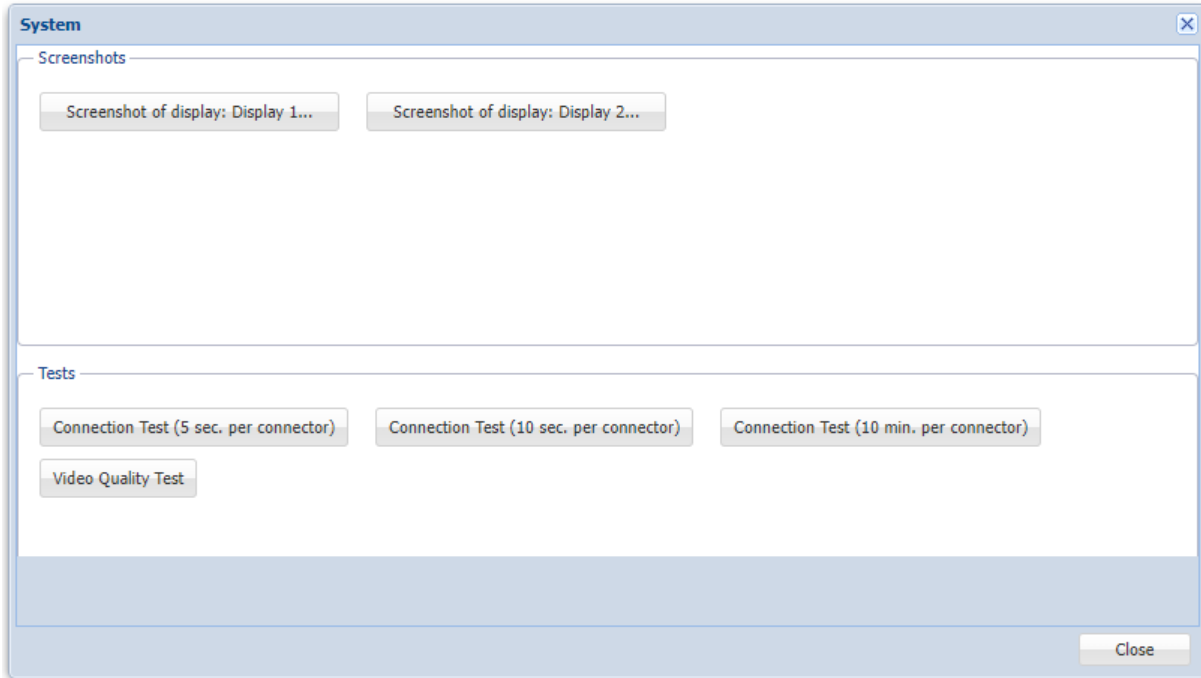 System
Screenshots
Screenshot of display: Display 1... Screenshot of display: Display 2...
Tests
Connection Test (5 sec. per connector) Connection Test (10 sec. per connector) Connection Test (10 min. per connector)
Video Quality Test
Close